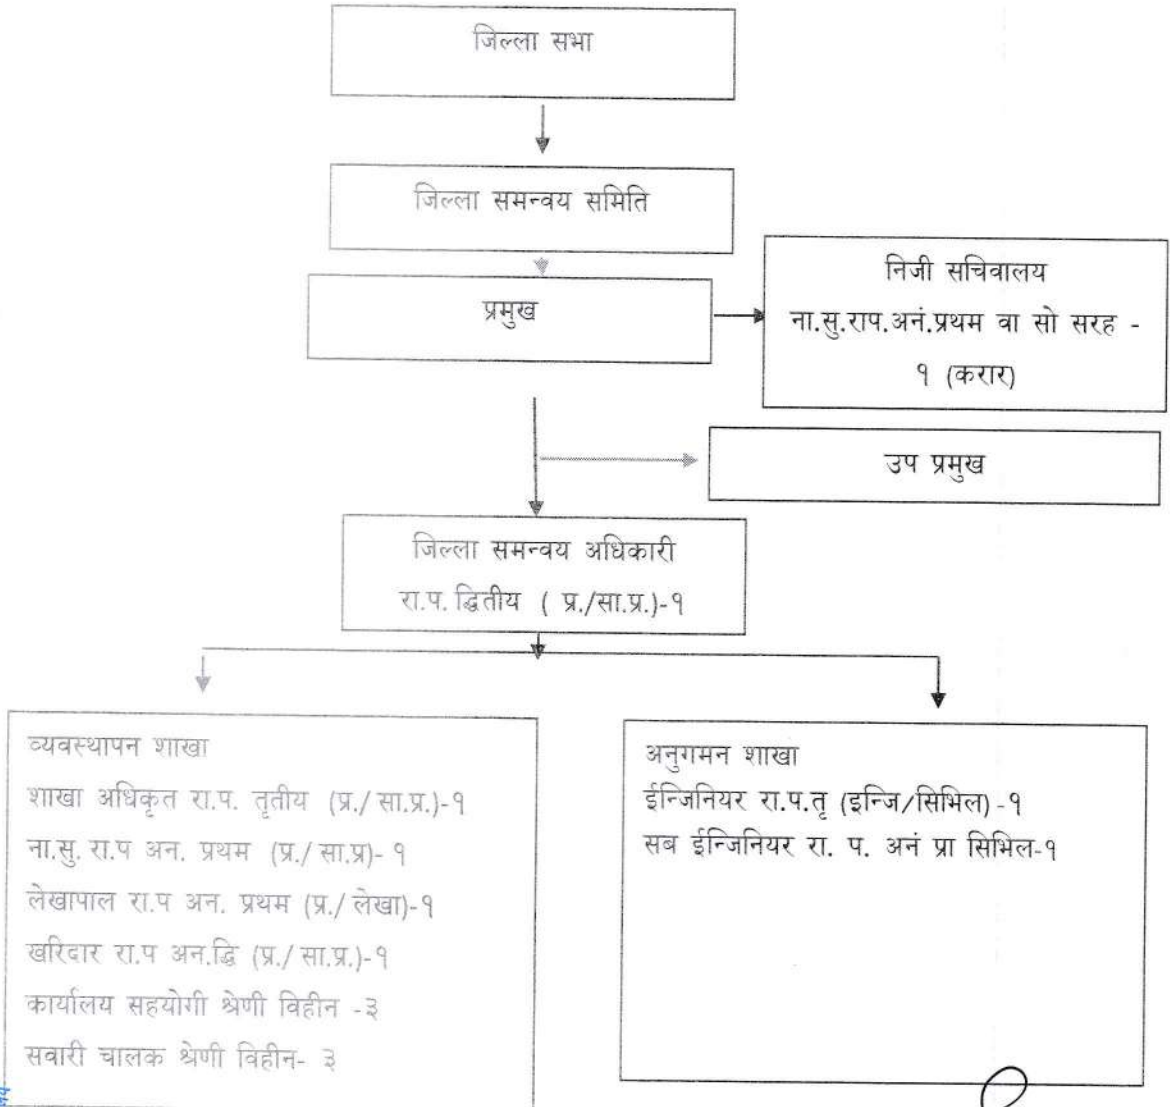 जिल्ला सभा
जिल्ला समन्वय समिति
प्रमुख
निजी सचिवालय
ना.सु.राप.अनं.प्रथम वा सो सरह -
१ (करार)
उप प्रमुख
जिल्ला समन्वय अधिकारी
रा.प. द्धितीय ( प्र./सा.प्र.)-१
व्यवस्थापन शाखा
शाखा अधिकृत रा.प. तृतीय (प्र./ सा.प्र.)-१
ना.सु. रा.प अन. प्रथम (प्र./ सा.प्र)- १
लेखापाल रा.प अन. प्रथम (प्र./ लेखा)-१
खरिदार रा.प अन.द्धि (प्र./ सा.प्र.)-१
कार्यालय सहयोगी श्रेणी विहीन -३
सवारी चालक श्रेणी विहीन- ३
अनुगमन शाखा
ईन्जिनियर रा.प.तृ (इन्जि/सिभिल) -१
सब ईन्जिनियर रा. प. अनं प्रा सिभिल-१